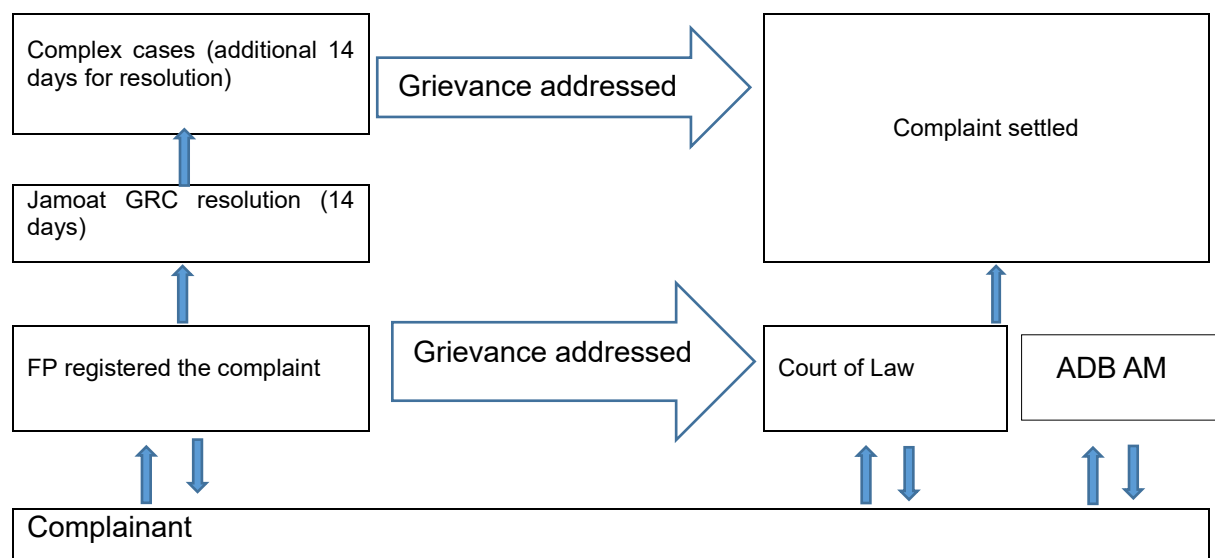 Complex cases (additional 14
days for resolution)
Grievance addressed
Complaint settled
Jamoat GRC resolution (14
days)
FP registered the complaint
Grievance addressed
Court of Law
ADB AM
Complainant